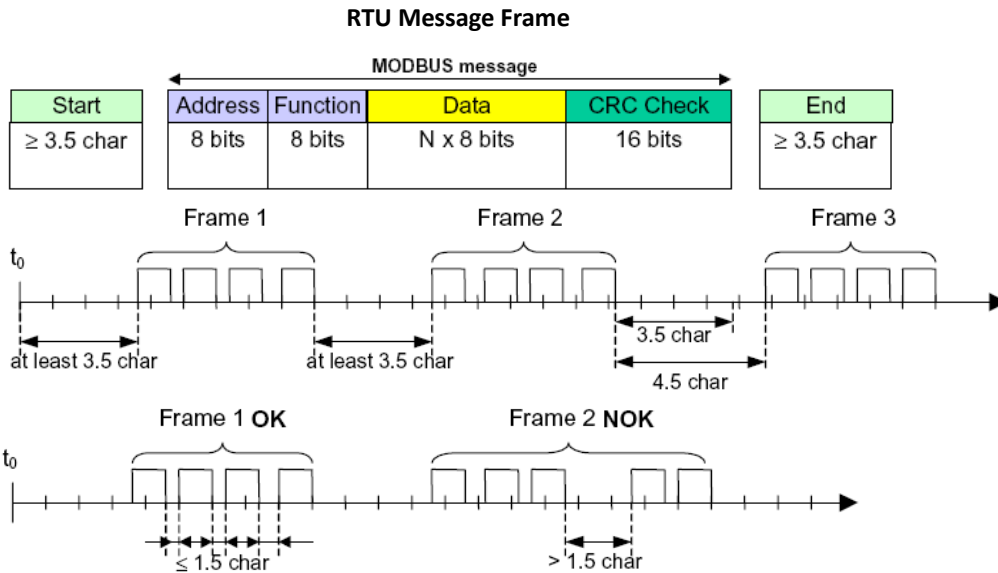 RTU Message Frame
MODBUS message
Start Address Function Data CRC Check End
≥ 3.5 char 8 bits 8 bits N x 8 bits 16 bits ≥ 3.5 char
Frame 1 Frame 2 Frame 3
t0
at least 3.5 char at least 3.5 char 3.5 char
4.5 char
Frame 1 OK Frame 2 NOK
t0
≤ 1.5 char > 1.5 char